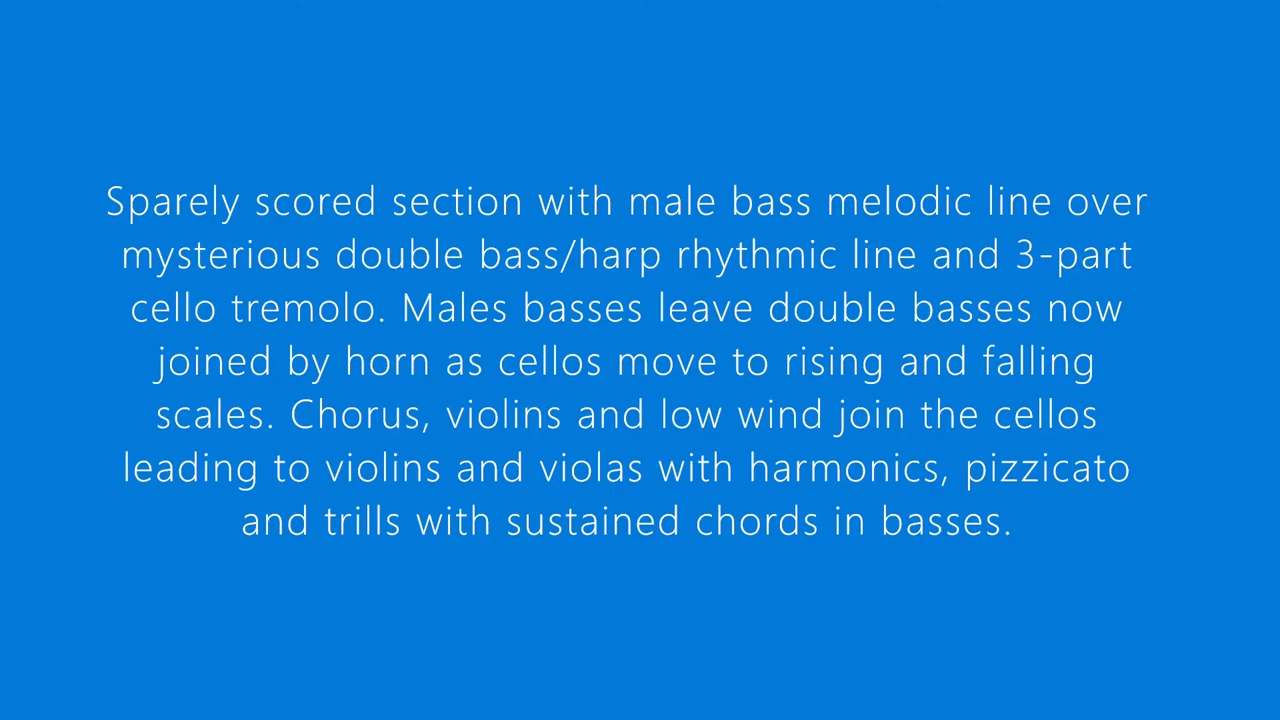 Sparely scored section with male bass melodic line over
mysterious double bass/harp rhythmic line and 3-part
cello tremolo. Males basses leave double basses now
joined by horn as cellos move to rising and falling
scales. Chorus, violins and low wind join the cellos
leading to violins and violas with harmonics, pizzicato
and trills with sustained chords in basses.